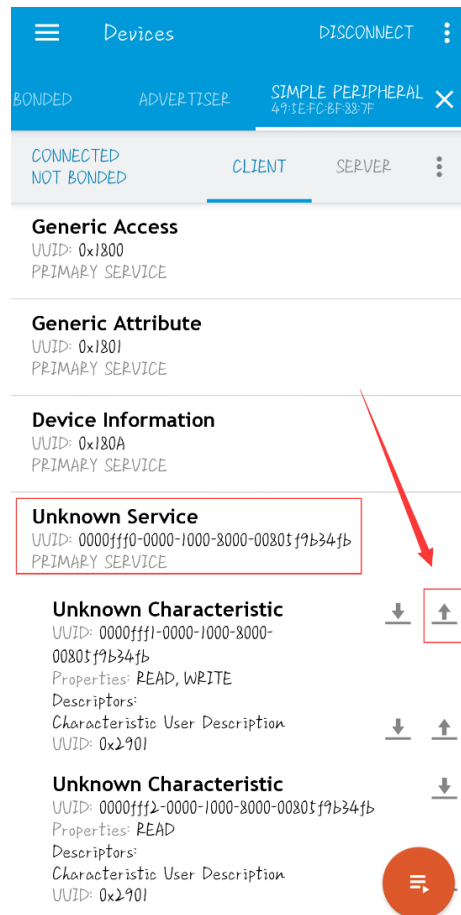 Devices
DISCONNECT
BONDED
ADVERTISER
SIMPLE PERIPHERAL
49:5E:FC:BF:88:7F
CONNECTED
NOT BONDED
CLIENT
SERVER
Generic Access
UUID: 0x1800
PRIMARY SERVICE
Generic Attribute
UUID: 0x1801
PRIMARY SERVICE
Device Information
UUID: 0x180A
PRIMARY SERVICE
Unknown Service
UUID: 0000fff0-0000-1000-8000-00805f9b34fb
PRIMARY SERVICE
Unknown Characteristic
UUID: 0000fff1-0000-1000-8000-
00805f9b34fb
Properties: READ, WRITE
Descriptors:
Characteristic User Description
UUID: 0x2901
Unknown Characteristic
UUID: 0000fff2-0000-1000-8000-00805f9b34fb
Properties: READ
Descriptors:
Characteristic User Description
UUID: 0x2901